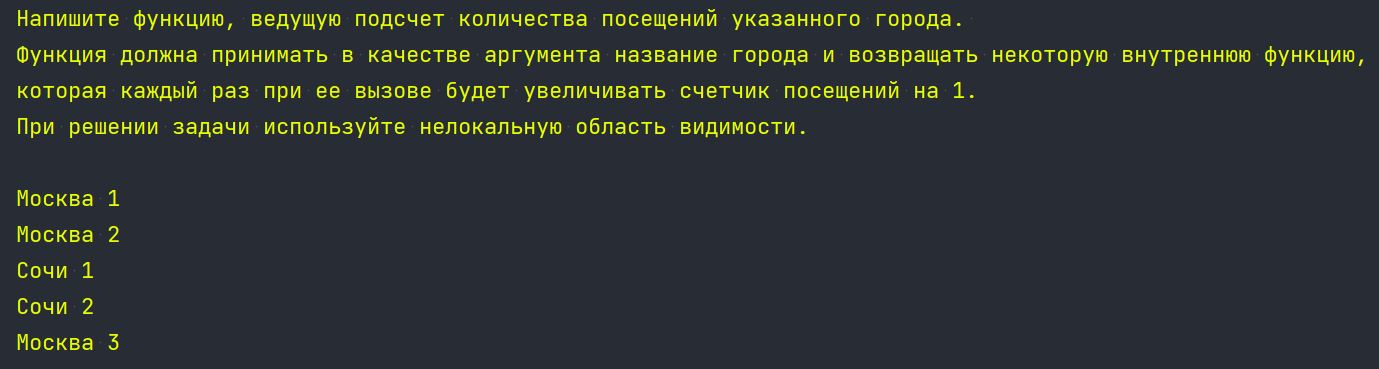 Напишите функцию, ведущую подсчет количества посещений указанного города.
Функция должна принимать в качестве аргумента название города и возвращать некоторую внутреннюю функцию,
которая каждый раз при ее вызове будет увеличивать счетчик посещений на 1.
При решении задачи используйте нелокальную область видимости.
Москва 1
Москва 2
Сочи 1
Сочи 2
Москва 3